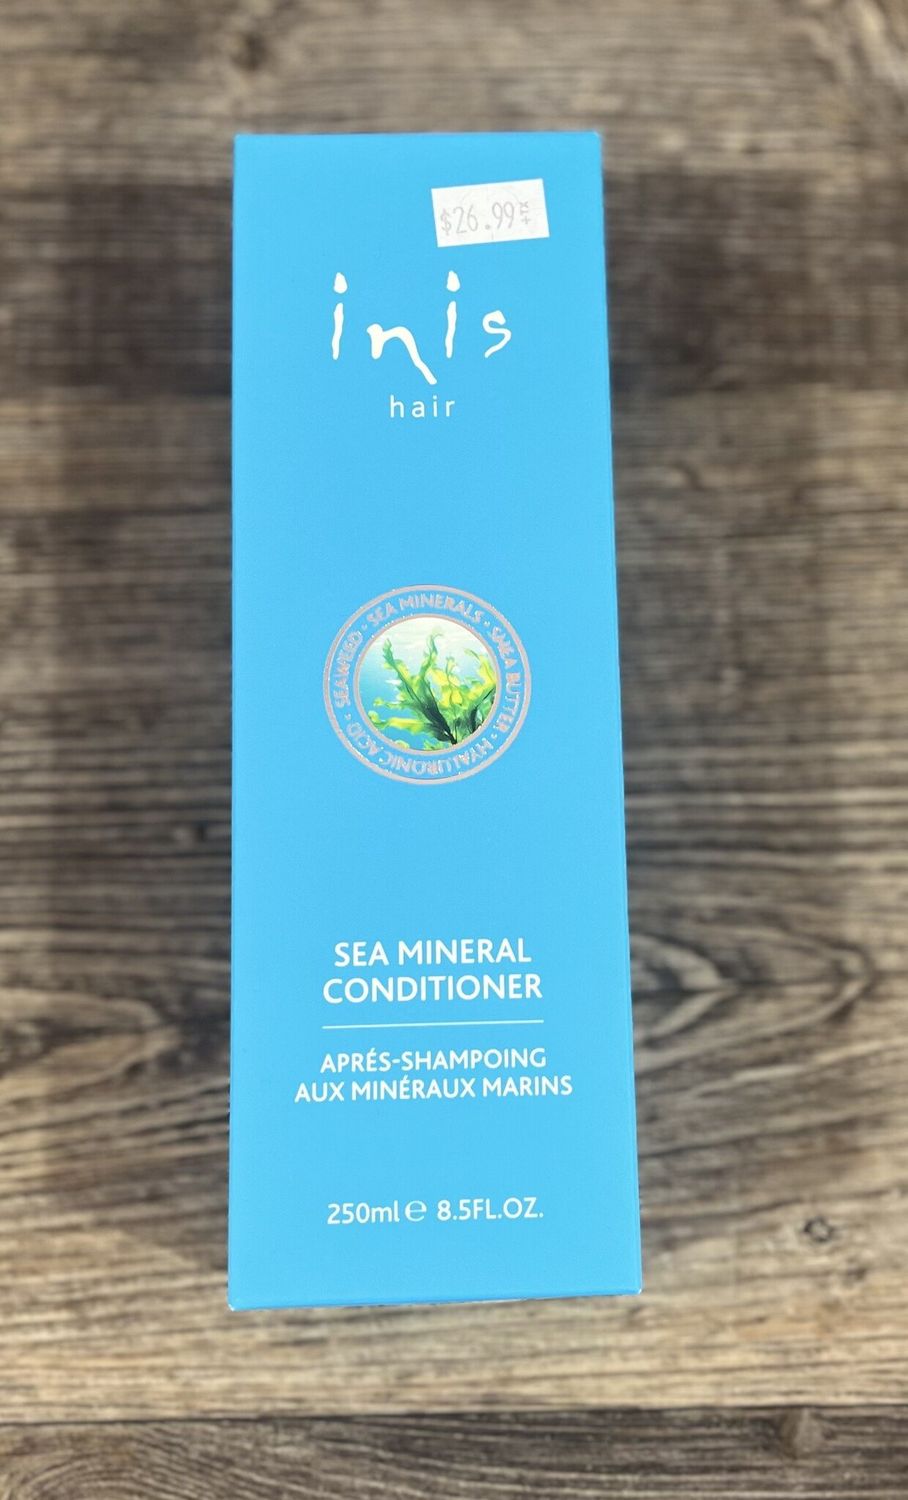 $26.99
inis
hair
SEAWEED • SEA MINERALS • SHEA BUTTER • HYALURONIC ACID •
SEA MINERAL
CONDITIONER
APRÉS-SHAMPOING
AUX MINÉRAUX MARINS
250ml e 8.5FL.OZ.